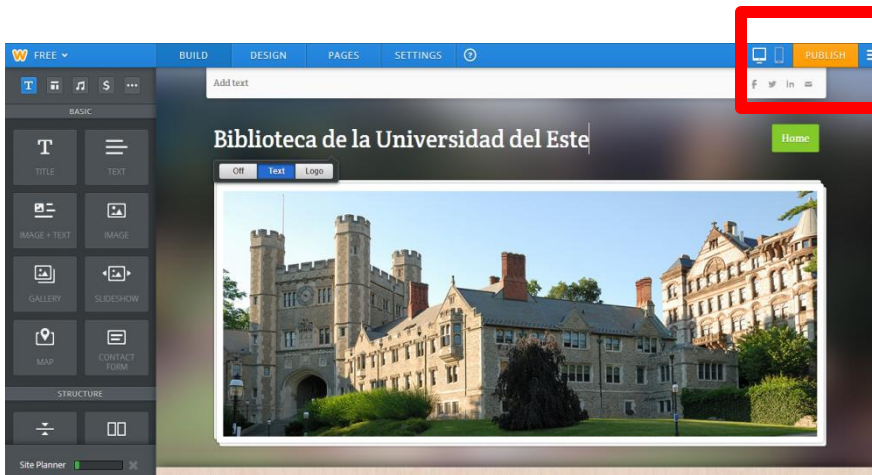 FREE BUILD DESIGN PAGES SETTINGS ? PUBLISH
T $
Add text
f in
BASIC
Biblioteca de la Universidad del Este
Home
T
TITLE TEXT
Off Text Logo
IMAGE + TEXT IMAGE
GALLERY SLIDESHOW
MAP CONTACT FORM
STRUCTURE
Site Planner